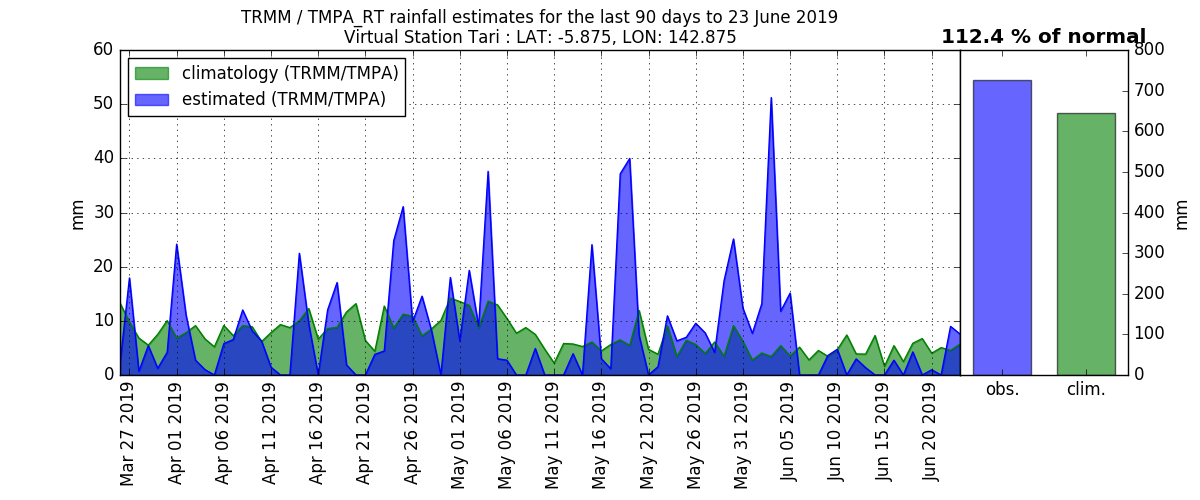 TRMM / TMPA_RT rainfall estimates for the last 90 days to 23 June 2019
Virtual Station Tari : LAT: -5.875, LON: 142.875
112.4 % of normal
climatology (TRMM/TMPA)
estimated (TRMM/TMPA)
60
50
40
30
20
10
0
mm
Mar 27 2019
Apr 01 2019
Apr 06 2019
Apr 11 2019
Apr 16 2019
Apr 21 2019
Apr 26 2019
May 01 2019
May 06 2019
May 11 2019
May 16 2019
May 21 2019
May 26 2019
May 31 2019
Jun 05 2019
Jun 10 2019
Jun 15 2019
Jun 20 2019
obs.
clim.
800
700
600
500
400
300
200
100
0
mm